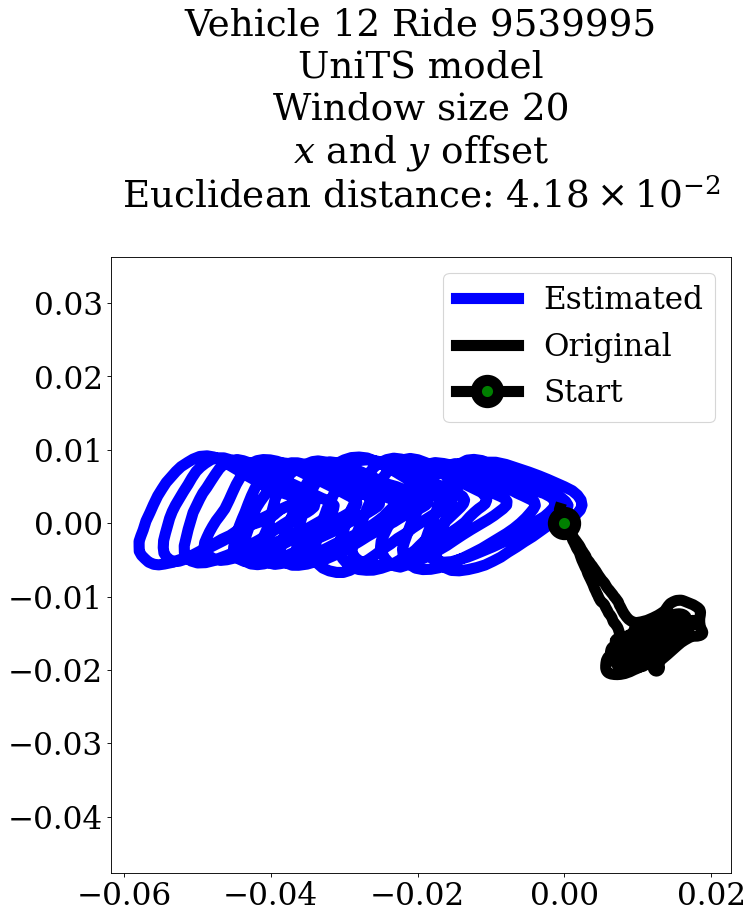 Vehicle 12 Ride 9539995
UniTS model
Window size 20
x and y offset
Euclidean distance: 4.18 × 10⁻²
Estimated
Original
Start
0.03
0.02
0.01
0.00
−0.01
−0.02
−0.03
−0.04
−0.06 −0.04 −0.02 0.00 0.02